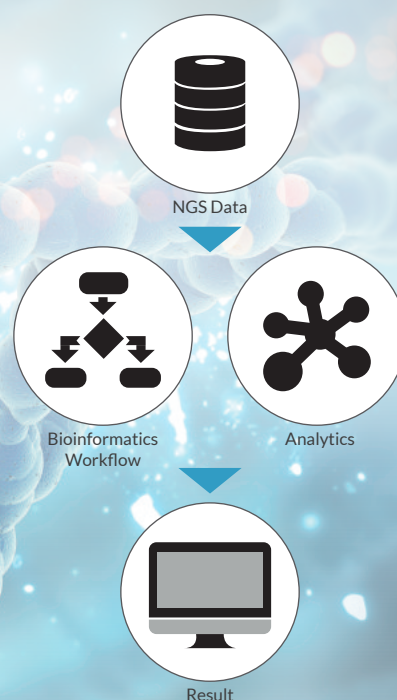 NGS Data
Bioinformatics
Workflow
Analytics
Result